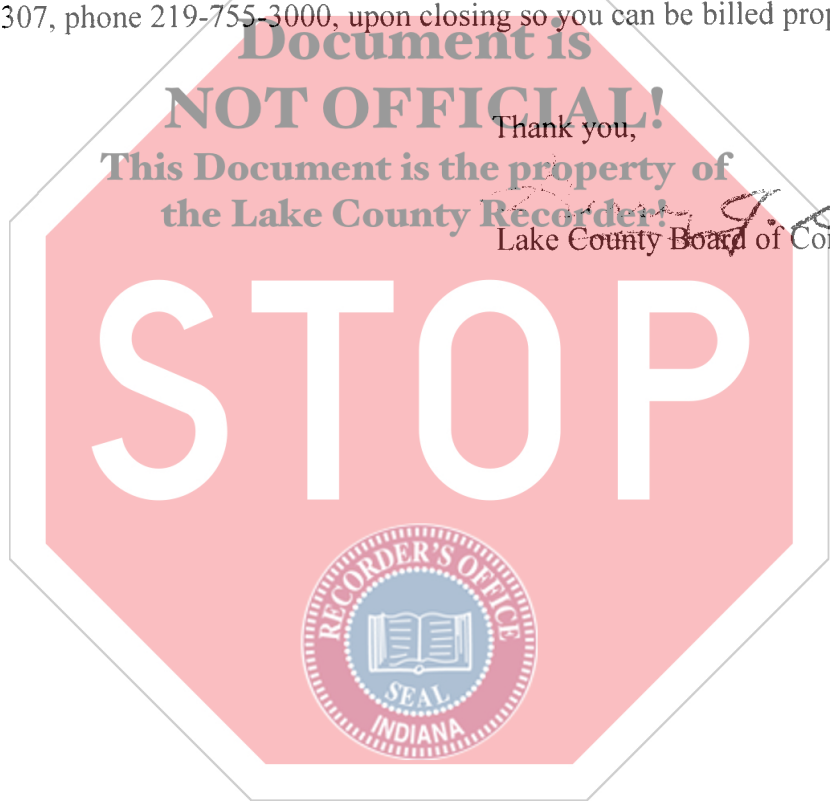 307, phone 219-755-3000, upon closing so you can be billed prop
Document is
NOT OFFICIAL!
Thank you,
This Document is the property of
the Lake County Recorder!
Lake County Board of Co
STOP
RECORDER'S OFFICE
SEAL
INDIANA